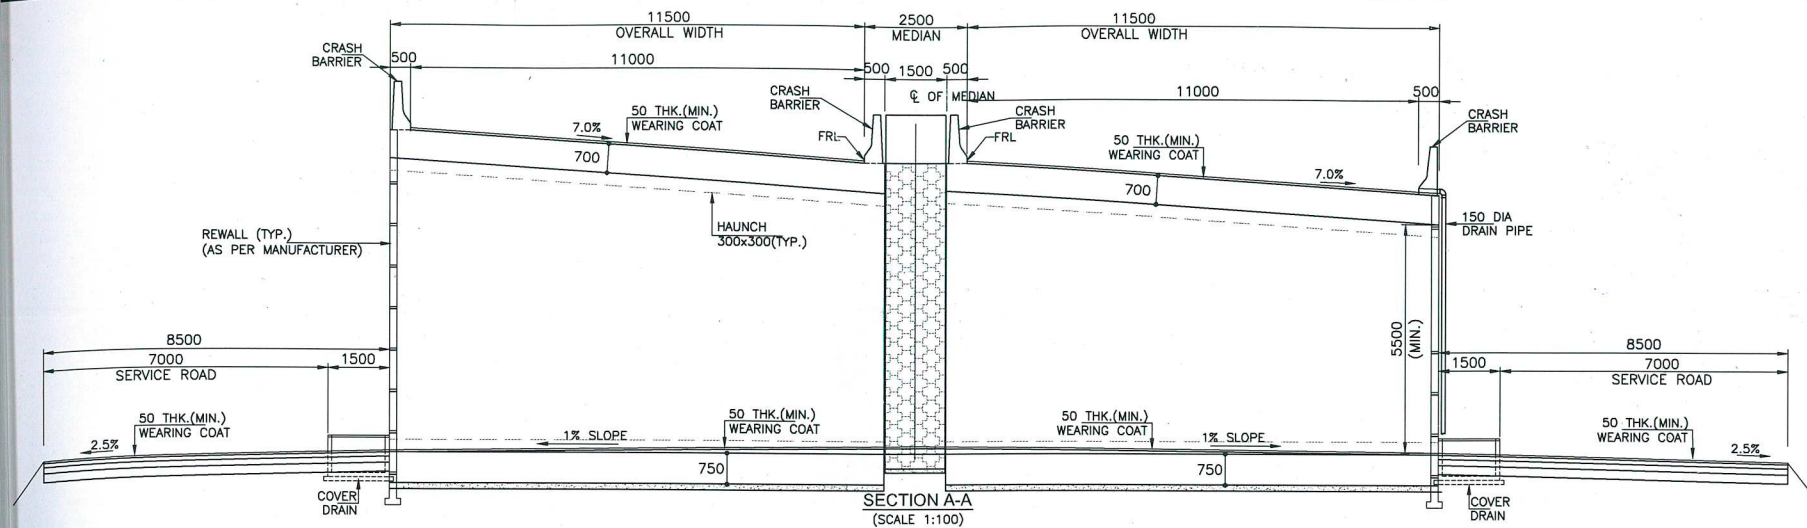 11500
OVERALL WIDTH
2500
MEDIAN
11500
OVERALL WIDTH
CRASH
BARRIER
500
11000
500
1500
500
℄ OF MEDIAN
11000
500
CRASH
BARRIER
CRASH
BARRIER
CRASH
BARRIER
50 THK.(MIN.)
WEARING COAT
7.0%
FRL
FRL
50 THK.(MIN.)
WEARING COAT
7.0%
700
700
HAUNCH
300x300(TYP.)
REWALL (TYP.)
(AS PER MANUFACTURER)
150 DIA
DRAIN PIPE
5500
(MIN.)
8500
7000
1500
SERVICE ROAD
8500
1500
7000
SERVICE ROAD
50 THK.(MIN.)
WEARING COAT
2.5%
1% SLOPE
50 THK.(MIN.)
WEARING COAT
50 THK.(MIN.)
WEARING COAT
1% SLOPE
50 THK.(MIN.)
WEARING COAT
2.5%
750
750
COVER
DRAIN
COVER
DRAIN
SECTION A-A
(SCALE 1:100)